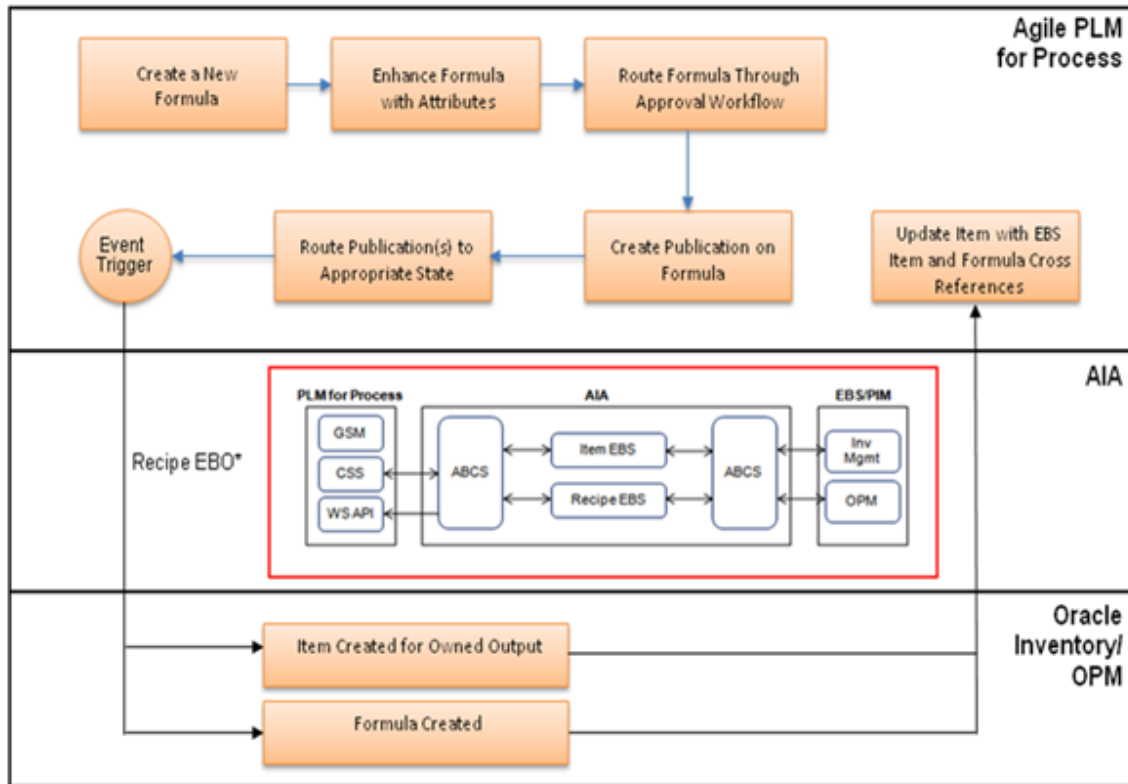 Agile PLM
for Process
Create a New
Formula
Enhance Formula
with Attributes
Route Formula Through
Approval Workflow
Event
Trigger
Route Publication(s) to
Appropriate State
Create Publication on
Formula
Update Item with EBS
Item and Formula Cross
References
AIA
Recipe EBO*
PLM for Process
GSM
CSS
WS API
AIA
ABCS
Item EBS
Recipe EBS
ABCS
EBS/PIM
Inv
Mgmt
OPM
Oracle
Inventory/
OPM
Item Created for Owned Output
Formula Created